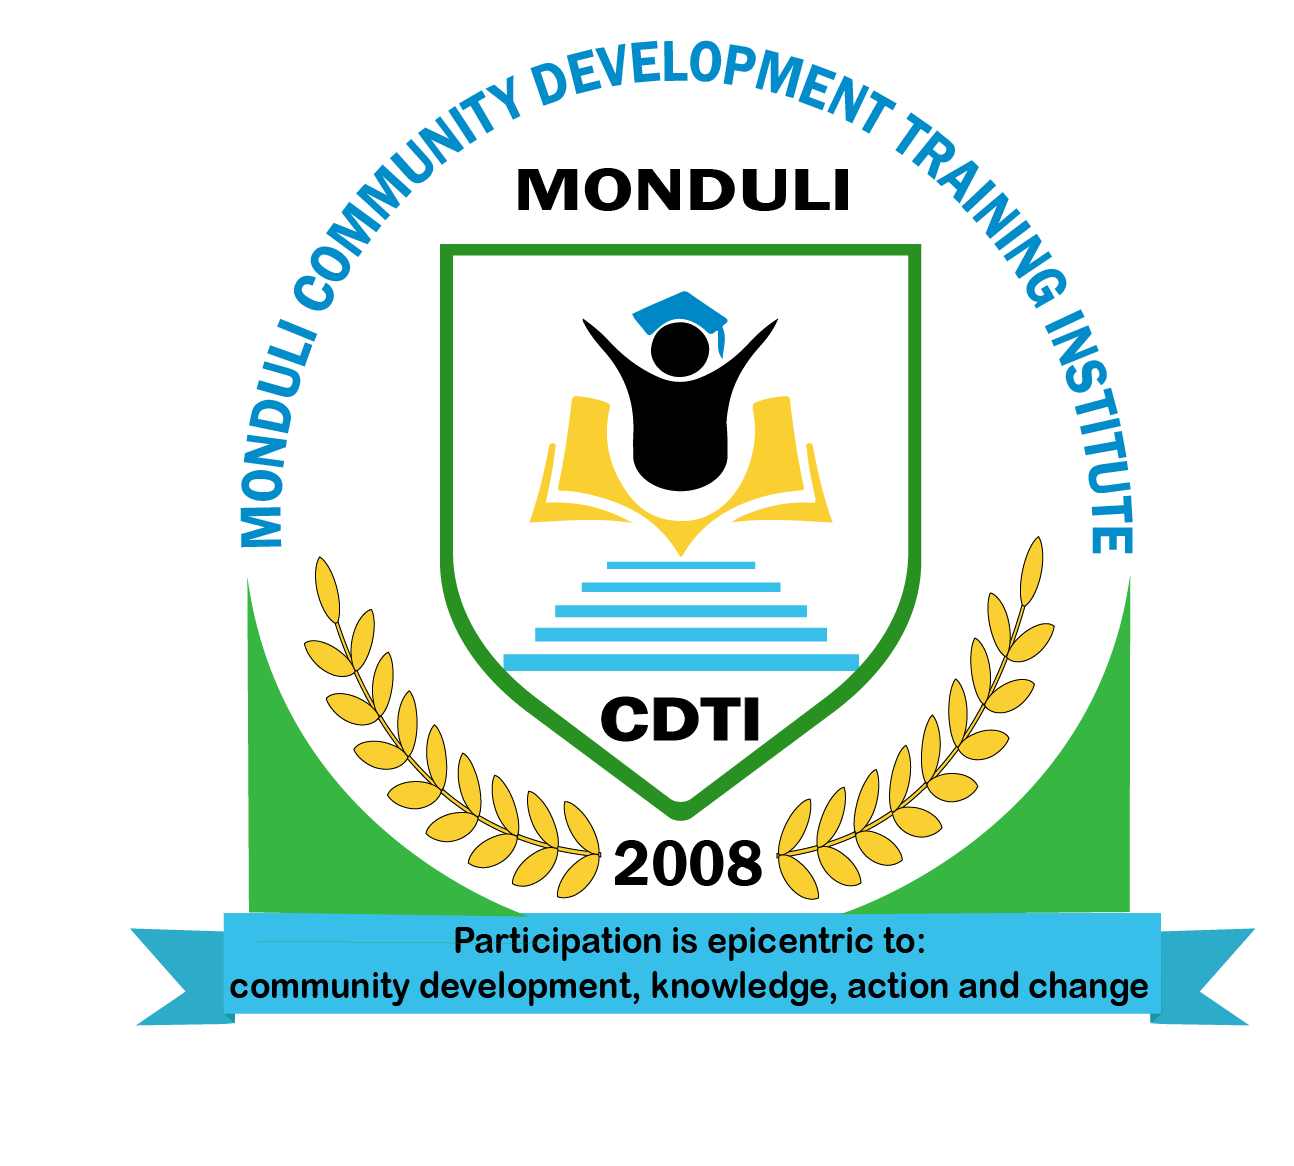 MONDULI COMMUNITY DEVELOPMENT TRAINING INSTITUTE
MONDULI
CDTI
2008
Participation is epicentric to:
community development, knowledge, action and change